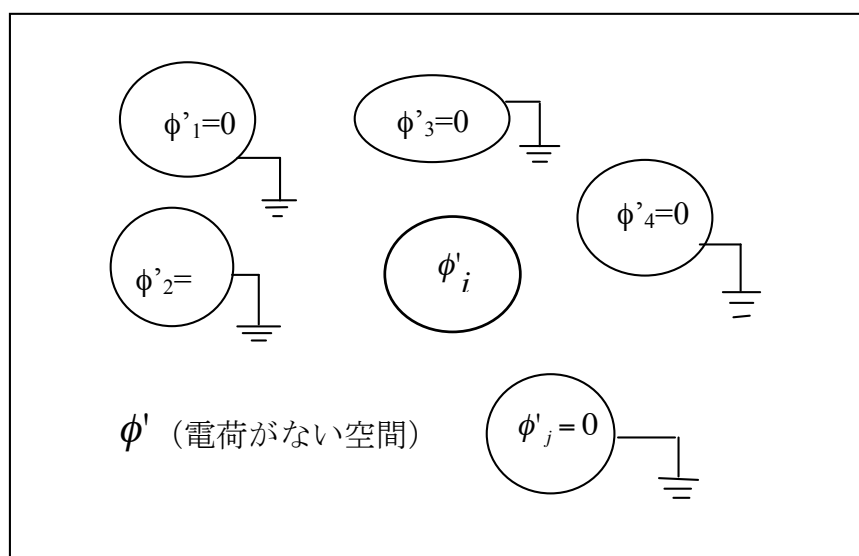 ϕ’₁=0
ϕ’₃=0
ϕ’₄=0
ϕ’₂=
ϕ'ᵢ
ϕ' （電荷がない空間）
ϕ'ⱼ = 0